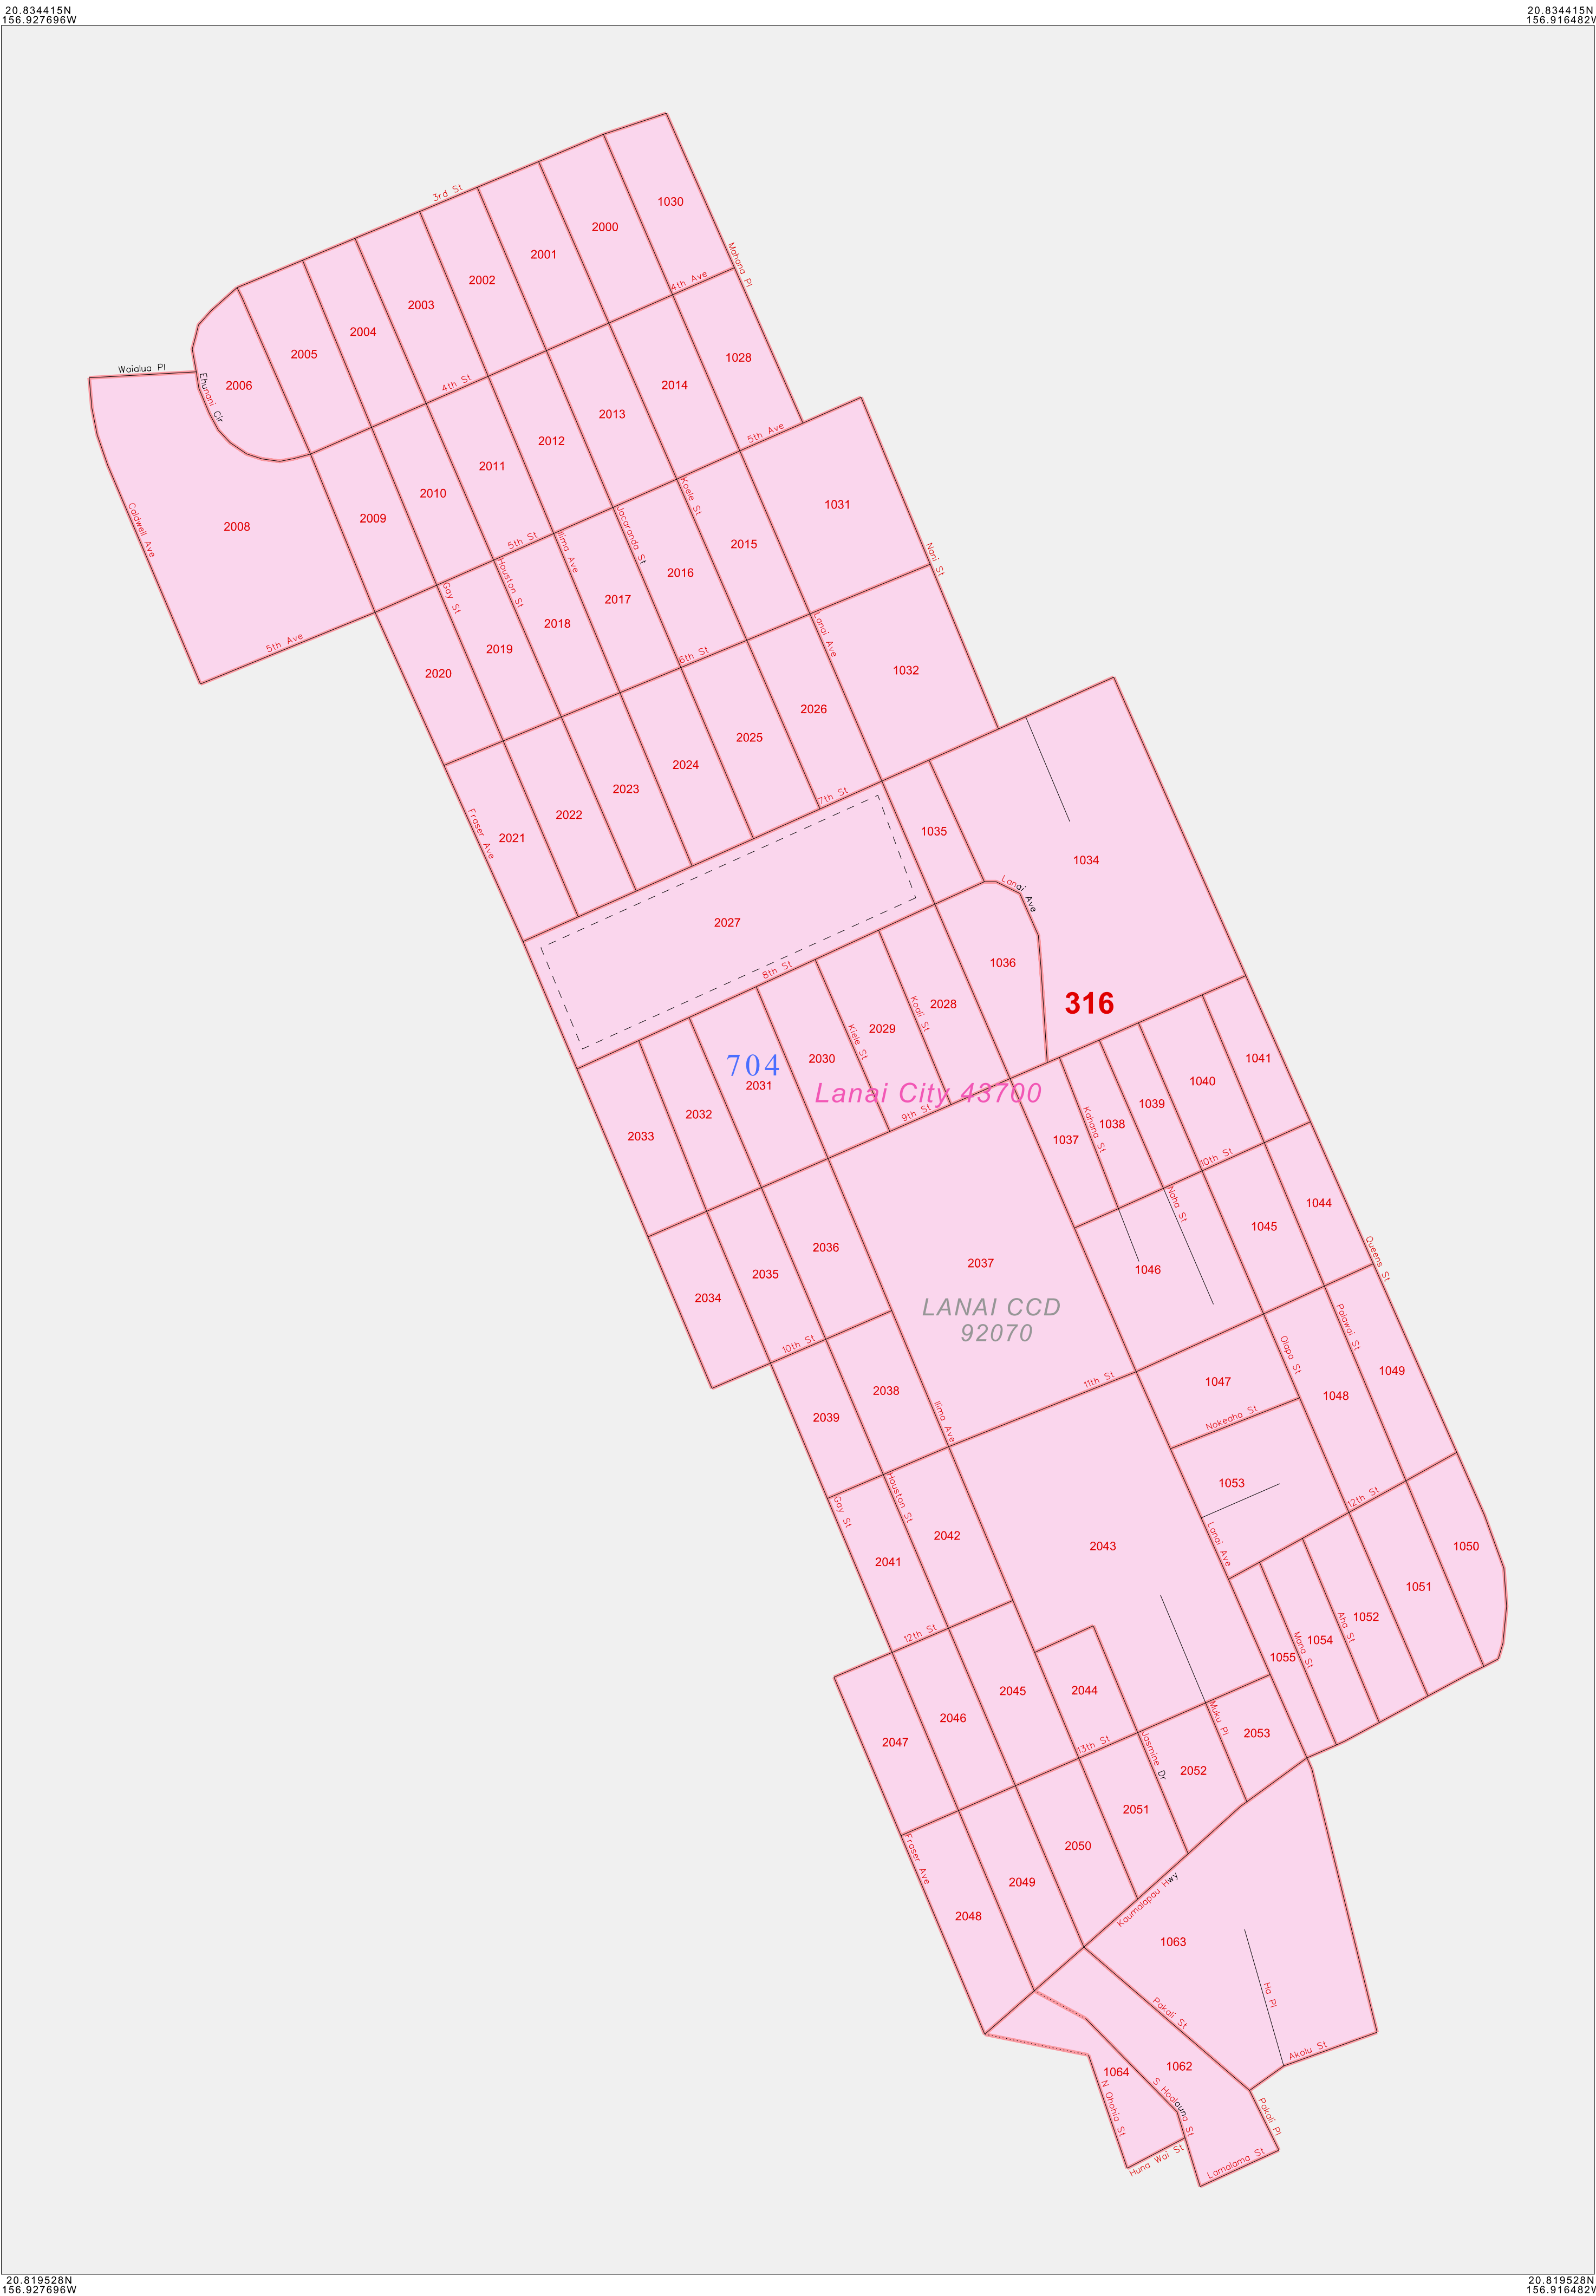 20.834415N
156.927696W
20.834415N
156.916482W
1030
2000
3rd St
2001
Mahana Pl
2002
4th Ave
2003
2004
2005
1028
Waialua Pl
2006
Ehunani Cir
4th St
2014
2013
5th Ave
2012
2011
2010
Koele St
1031
2009
2008
Caldwell Ave
Jacaranda St
5th St
Ilima Ave
2015
Nani St
2016
Houston St
Gay St
2017
2018
Lanai Ave
5th Ave
2019
6th St
2020
1032
2026
2025
2024
7th St
2023
2022
Fraser Ave
2021
1035
1034
Lanai Ave
2027
8th St
1036
316
2028
Koali St
2029
Kiele St
2030
704
2031
Lanai City 43700
1041
1040
1039
9th St
2032
Kahana St
1038
2033
1037
10th St
Naha St
1044
1045
2036
Queens St
2037
1046
2035
2034
LANAI CCD
92070
10th St
Palawai St
Olapa St
1049
11th St
1047
2038
1048
Ilima Ave
2039
Nokeaha St
1053
Houston St
12th St
Gay St
2042
Lanai Ave
2043
1050
2041
1051
1052
Aha St
12th St
1054
Mana St
1055
2045
2044
2046
Muku Pl
2047
13th St
2053
Jasmine Dr
2052
2051
2050
Fraser Ave
2049
Kaumalapau Hwy
2048
1063
Ha Pl
Pakali St
Akolu St
1064
1062
N Ohohia St
S Hoalauna St
Pakali Pl
Huna Wai St
Lamalama St
20.819528N
156.927696W
20.819528N
156.916482W